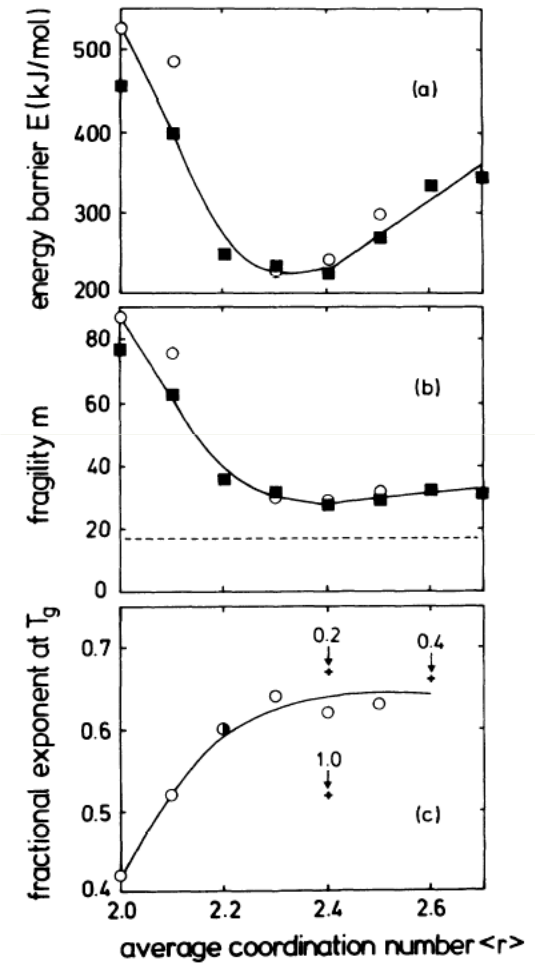 energy barrier E (kJ/mol)
500
400
300
200
(a)
fragility m
80
60
40
20
0
(b)
fractional exponent at Tg
0.7
0.6
0.5
0.4
0.2
0.4
1.0
(c)
2.0 2.2 2.4 2.6
average coordination number <r>